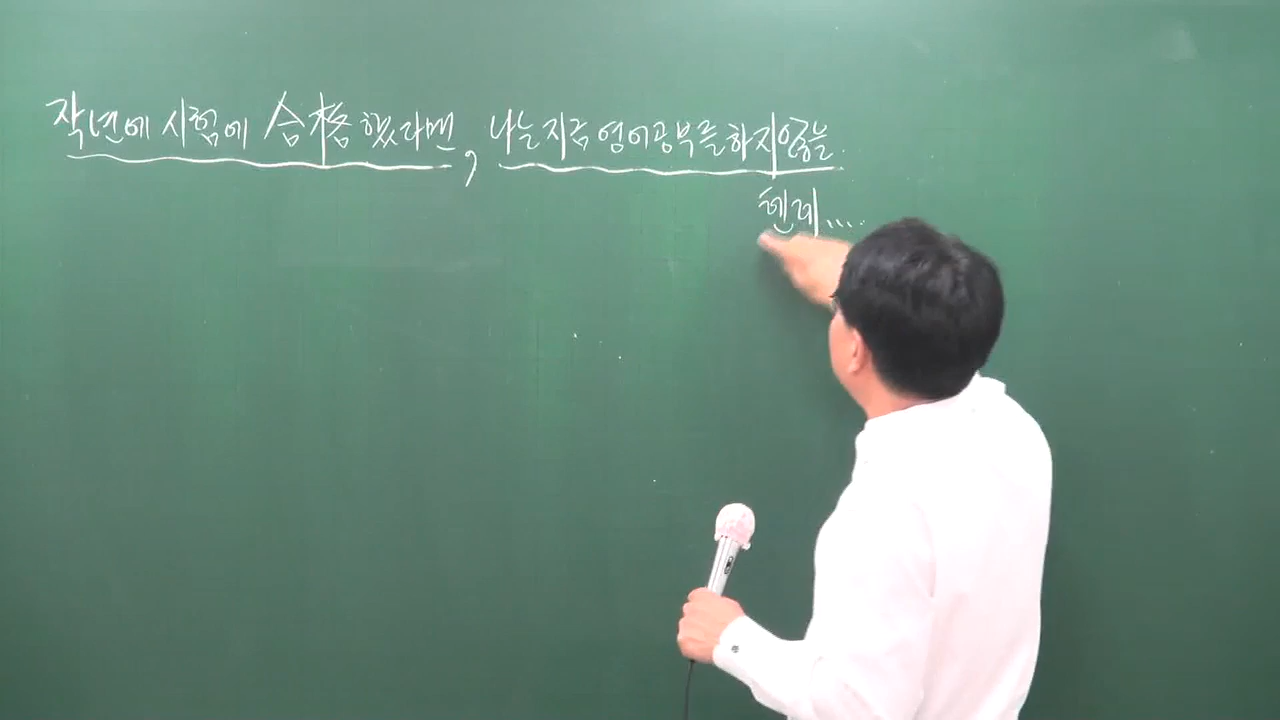 작년에 시험에 合格했다면, 나는 지금 영어공부를 하지 않을
텐데....